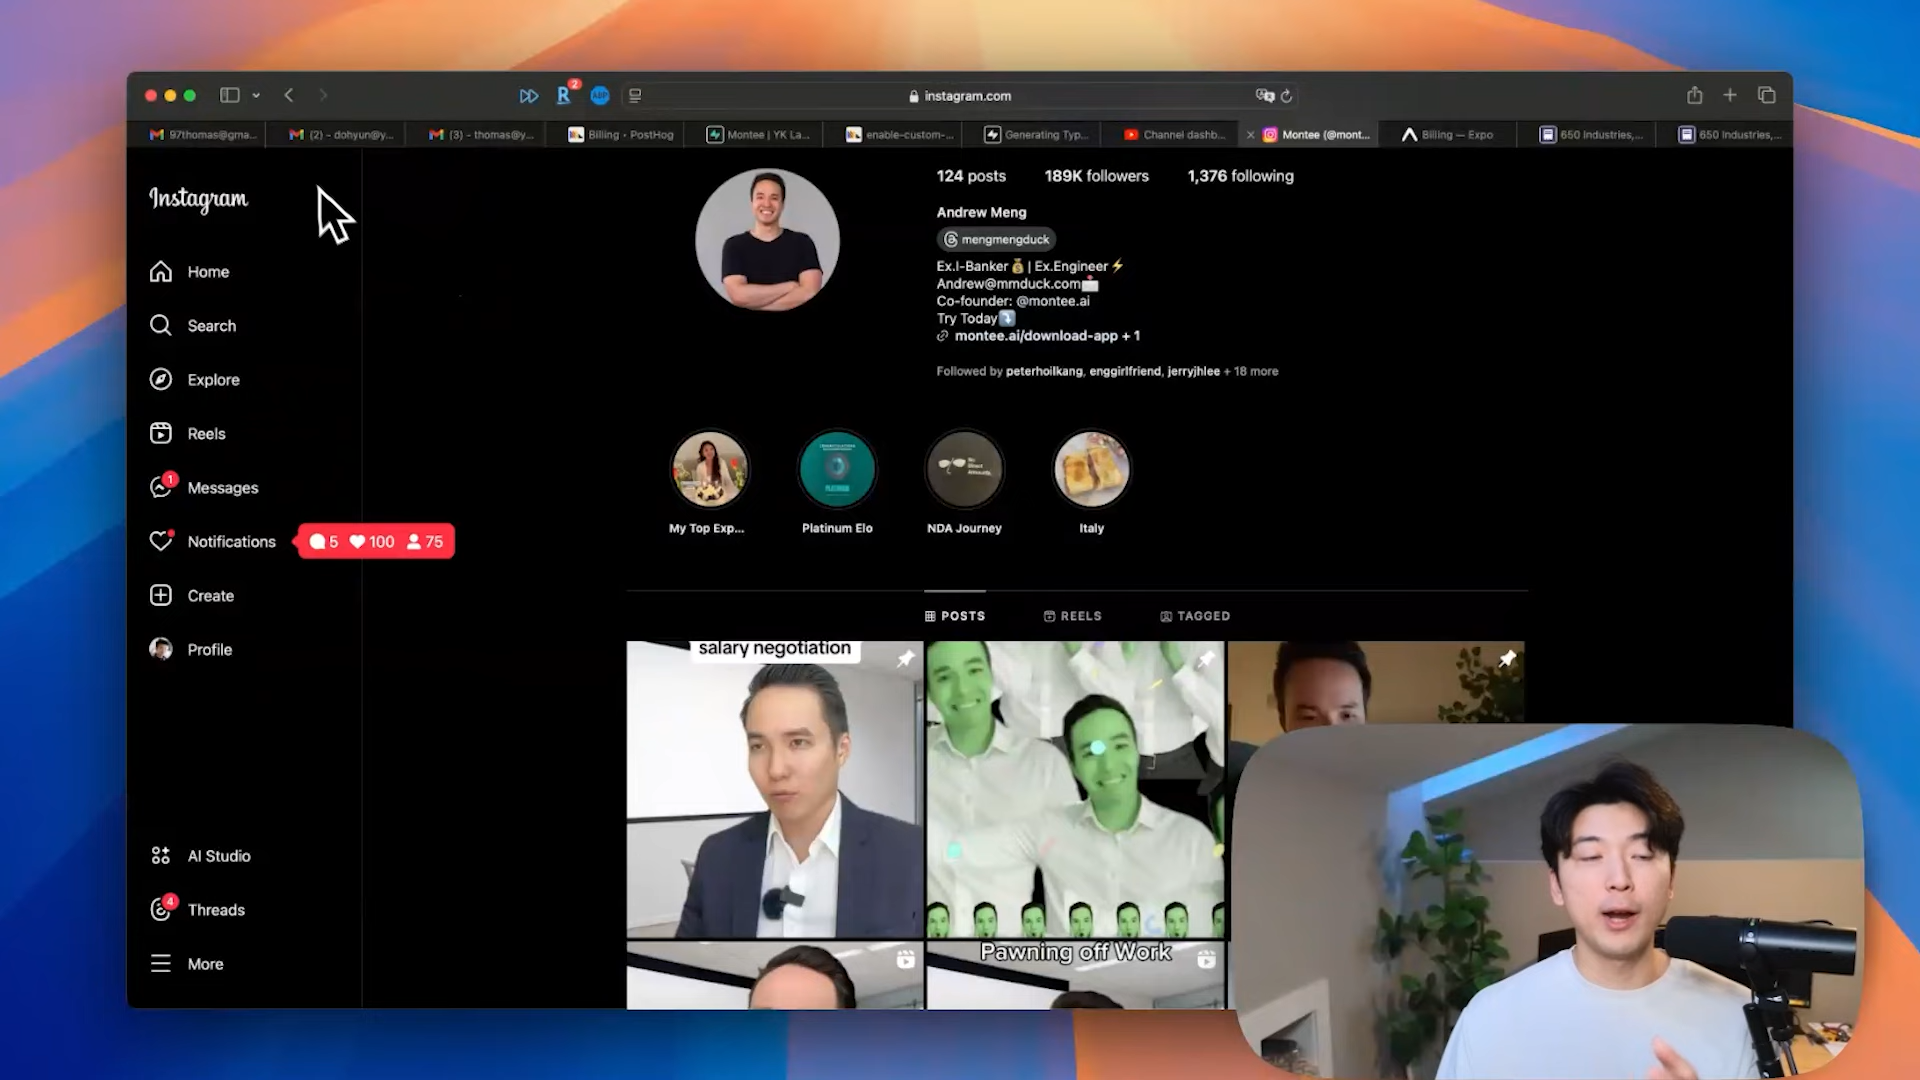 2
ABP
instagram.com
97thomas@gma...
(2) - dohyun@y...
(3) - thomas@y...
Billing • PostHog
Montee | YK La...
enable-custom-...
Generating Typ...
Channel dashb...
Montee (@mont...
Billing — Expo
650 Industries,...
650 Industries,...
Instagram
Home
Search
Explore
Reels
1
Messages
Notifications
5 100 75
Create
Profile
AI Studio
4
Threads
More
124 posts 189K followers 1,376 following
Andrew Meng
mengmengduck
Ex.I-Banker💰 | Ex.Engineer⚡
Andrew@mmduck.com📩
Co-founder: @montee.ai
Try Today⤵️
montee.ai/download-app + 1
Followed by peterhoilkang, enggirlfriend, jerryjhlee + 18 more
My Top Exp...
Platinum Elo
NDA Journey
Italy
POSTS REELS TAGGED
salary negotiation
Pawning off Work